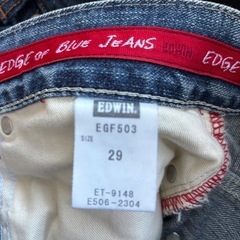 EDGE OF BLUE JEANS EDWIN EDGE
EDWIN.
EGF503
SIZE
29
ET-9148
E506-2304